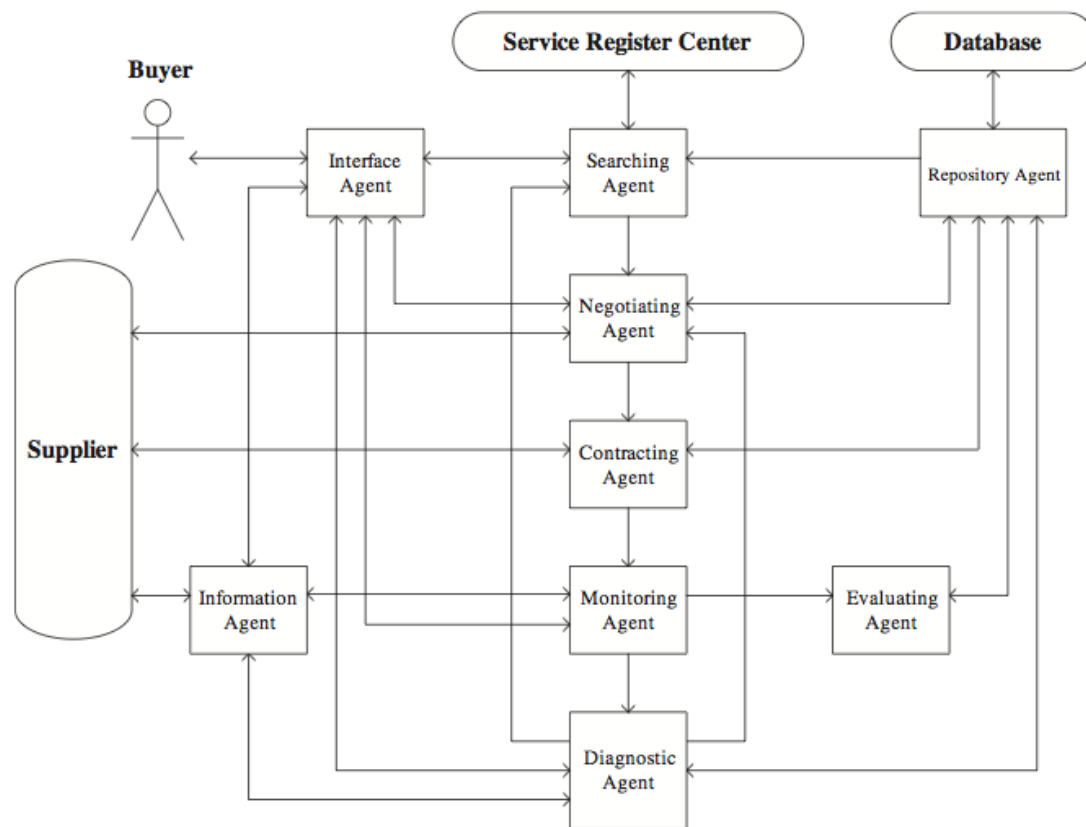 Service Register Center
Database
Buyer
Interface
Agent
Searching
Agent
Repository Agent
Negotiating
Agent
Supplier
Contracting
Agent
Information
Agent
Monitoring
Agent
Evaluating
Agent
Diagnostic
Agent